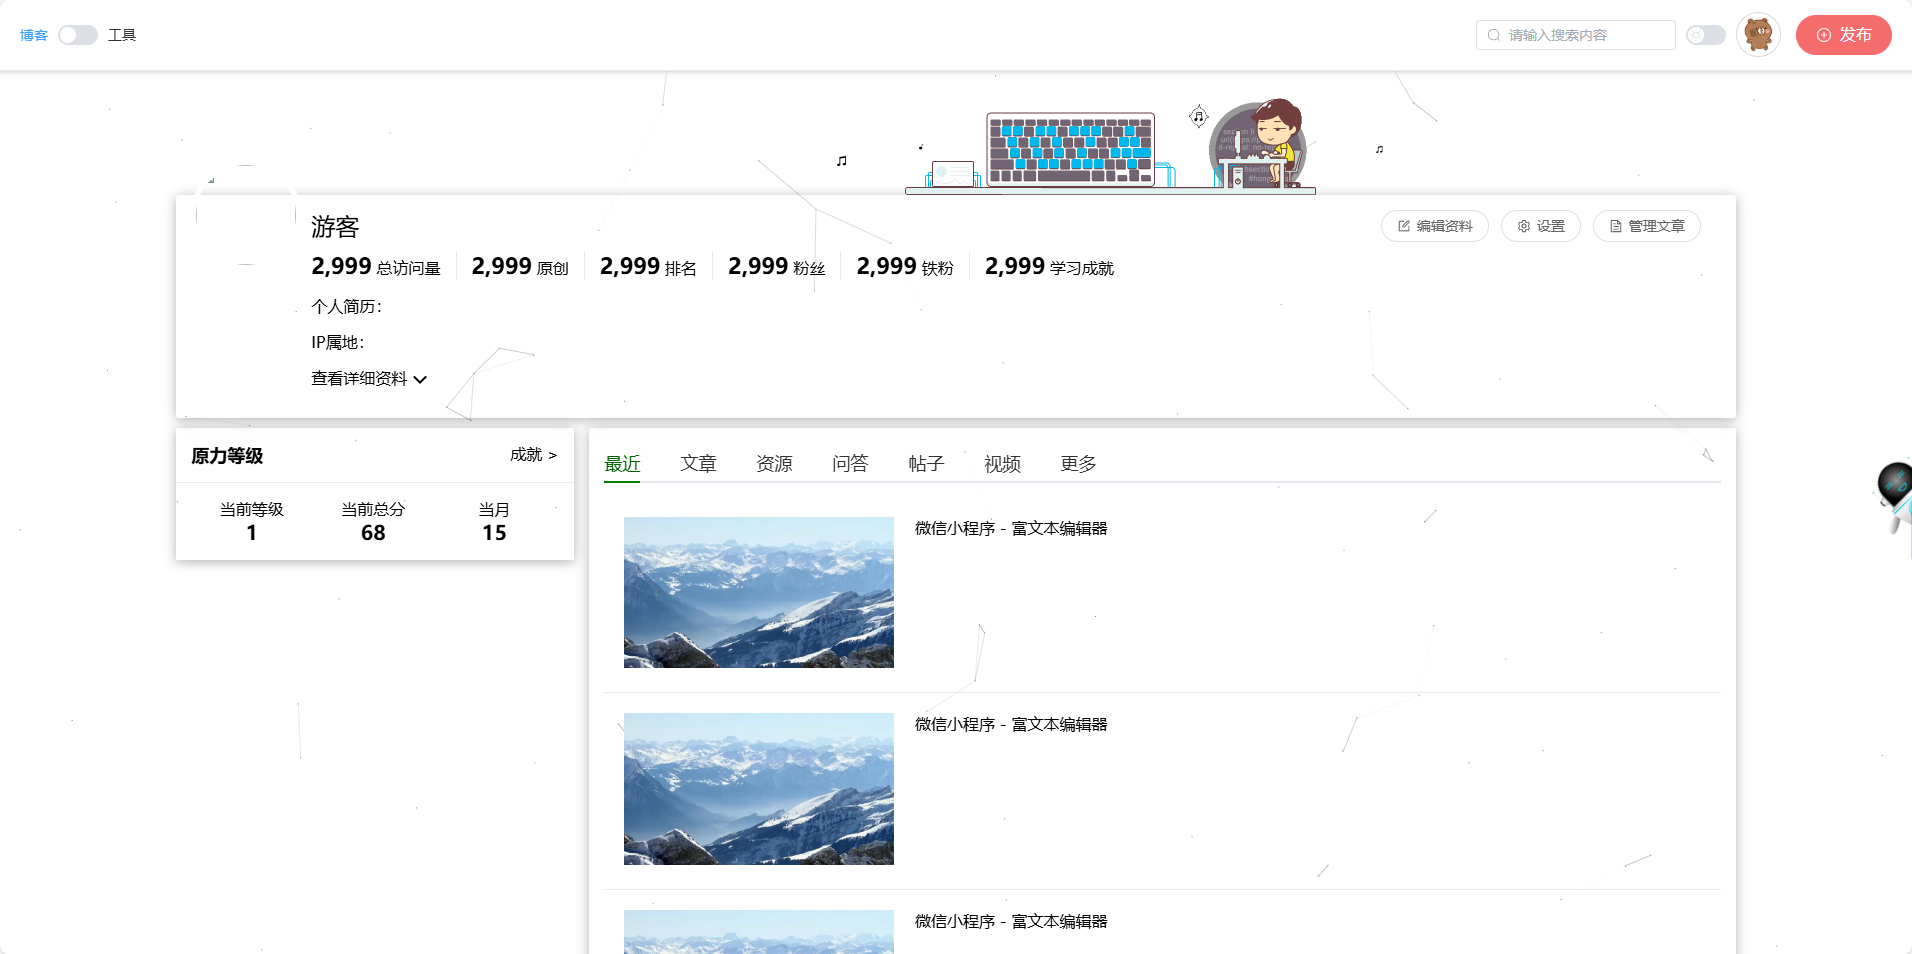 博客 工具 请输入搜索内容 发布
游客 编辑资料 设置 管理文章
2,999 总访问量 2,999 原创 2,999 排名 2,999 粉丝 2,999 铁粉 2,999 学习成就
个人简历：
IP属地：
查看详细资料
原力等级 成就 >
当前等级 当前总分 当月
1 68 15
最近 文章 资源 问答 帖子 视频 更多
微信小程序 - 富文本编辑器
微信小程序 - 富文本编辑器
微信小程序 - 富文本编辑器